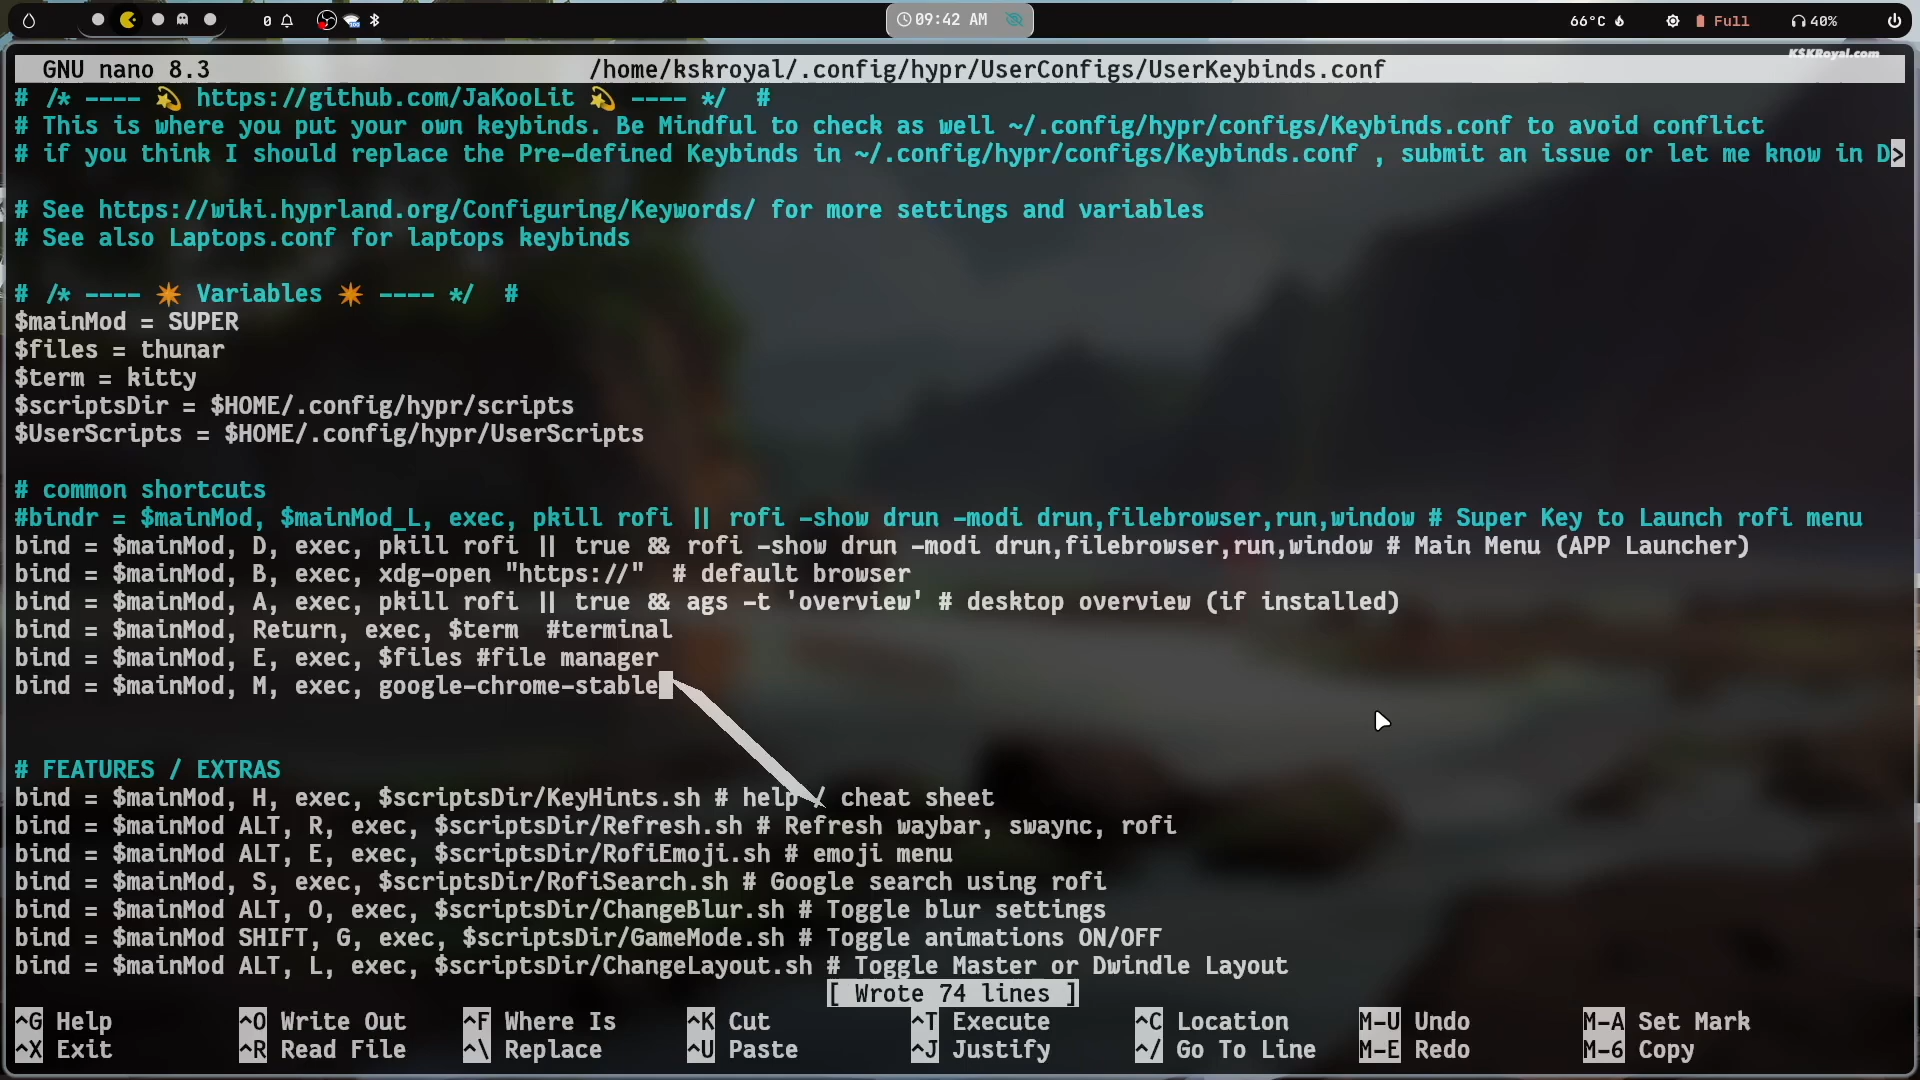 0
09:42 AM
66°C
Full
40%
KSKRoyal.com
GNU nano 8.3 /home/kskroyal/.config/hypr/UserConfigs/UserKeybinds.conf
# /* ---- 💫 https://github.com/JaKooLit 💫 ---- */  #
# This is where you put your own keybinds. Be Mindful to check as well ~/.config/hypr/configs/Keybinds.conf to avoid conflict
# if you think I should replace the Pre-defined Keybinds in ~/.config/hypr/configs/Keybinds.conf , submit an issue or let me know in D>
# See https://wiki.hyprland.org/Configuring/Keywords/ for more settings and variables
# See also Laptops.conf for laptops keybinds
# /* ---- ✴️ Variables ✴️ ---- */  #
$mainMod = SUPER
$files = thunar
$term = kitty
$scriptsDir = $HOME/.config/hypr/scripts
$UserScripts = $HOME/.config/hypr/UserScripts
# common shortcuts
#bindr = $mainMod, $mainMod_L, exec, pkill rofi || rofi -show drun -modi drun,filebrowser,run,window # Super Key to Launch rofi menu
bind = $mainMod, D, exec, pkill rofi || true && rofi -show drun -modi drun,filebrowser,run,window # Main Menu (APP Launcher)
bind = $mainMod, B, exec, xdg-open "https://"  # default browser
bind = $mainMod, A, exec, pkill rofi || true && ags -t 'overview' # desktop overview (if installed)
bind = $mainMod, Return, exec, $term  #terminal
bind = $mainMod, E, exec, $files #file manager
bind = $mainMod, M, exec, google-chrome-stable
# FEATURES / EXTRAS
bind = $mainMod, H, exec, $scriptsDir/KeyHints.sh # help / cheat sheet
bind = $mainMod ALT, R, exec, $scriptsDir/Refresh.sh # Refresh waybar, swaync, rofi
bind = $mainMod ALT, E, exec, $scriptsDir/RofiEmoji.sh # emoji menu
bind = $mainMod, S, exec, $scriptsDir/RofiSearch.sh # Google search using rofi
bind = $mainMod ALT, O, exec, $scriptsDir/ChangeBlur.sh # Toggle blur settings
bind = $mainMod SHIFT, G, exec, $scriptsDir/GameMode.sh # Toggle animations ON/OFF
bind = $mainMod ALT, L, exec, $scriptsDir/ChangeLayout.sh # Toggle Master or Dwindle Layout
[ Wrote 74 lines ]
^G Help ^O Write Out ^F Where Is ^K Cut ^T Execute ^C Location M-U Undo M-A Set Mark
^X Exit ^R Read File ^\ Replace ^U Paste ^J Justify ^/ Go To Line M-E Redo M-6 Copy